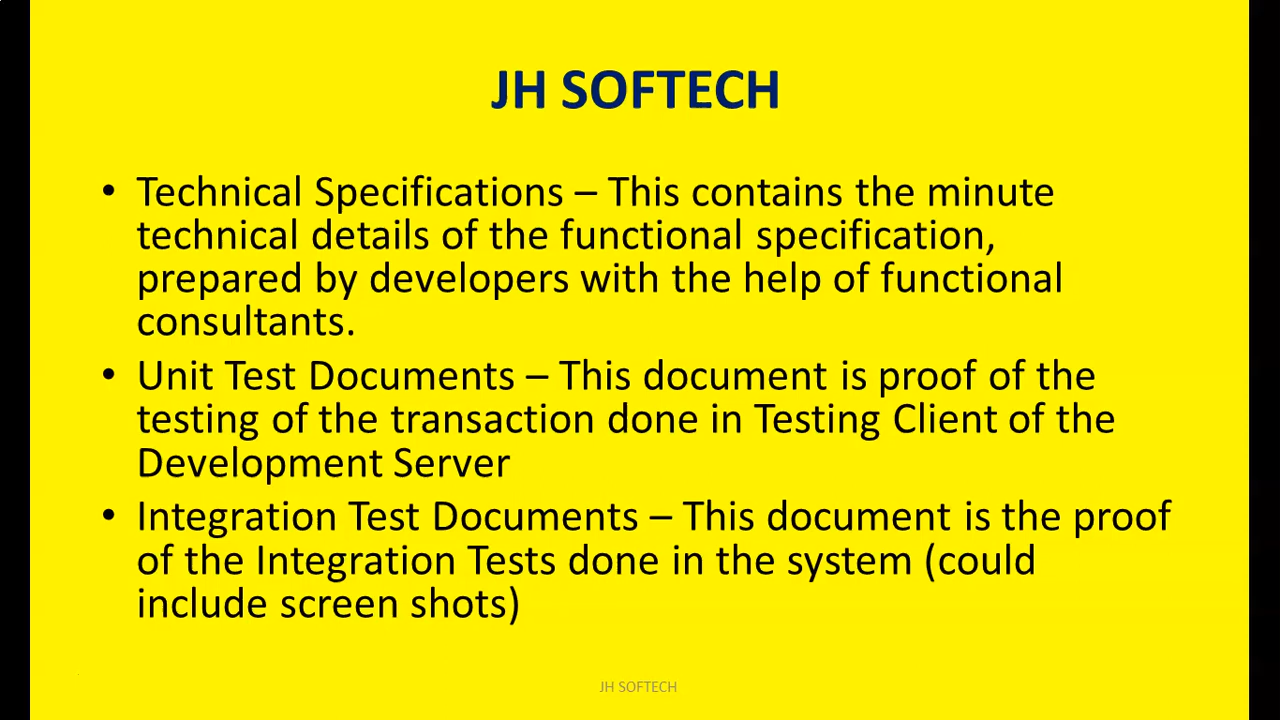 JH SOFTECH
• Technical Specifications – This contains the minute
technical details of the functional specification,
prepared by developers with the help of functional
consultants.
• Unit Test Documents – This document is proof of the
testing of the transaction done in Testing Client of the
Development Server
• Integration Test Documents – This document is the proof
of the Integration Tests done in the system (could
include screen shots)
JH SOFTECH